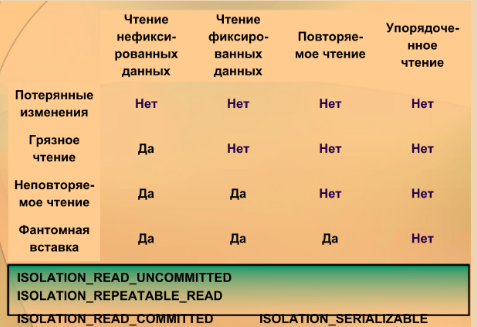 Чтение нефикси-рованных данных
Чтение фиксиро-ванных данных
Повторяе-мое чтение
Упорядоче-нное чтение
Потерянные изменения
Нет Нет Нет Нет
Грязное чтение
Да Нет Нет Нет
Неповторяе-мое чтение
Да Да Нет Нет
Фантомная вставка
Да Да Да Нет
ISOLATION_READ_UNCOMMITTED
ISOLATION_REPEATABLE_READ
ISOLATION_READ_COMMITTED ISOLATION_SERIALIZABLE